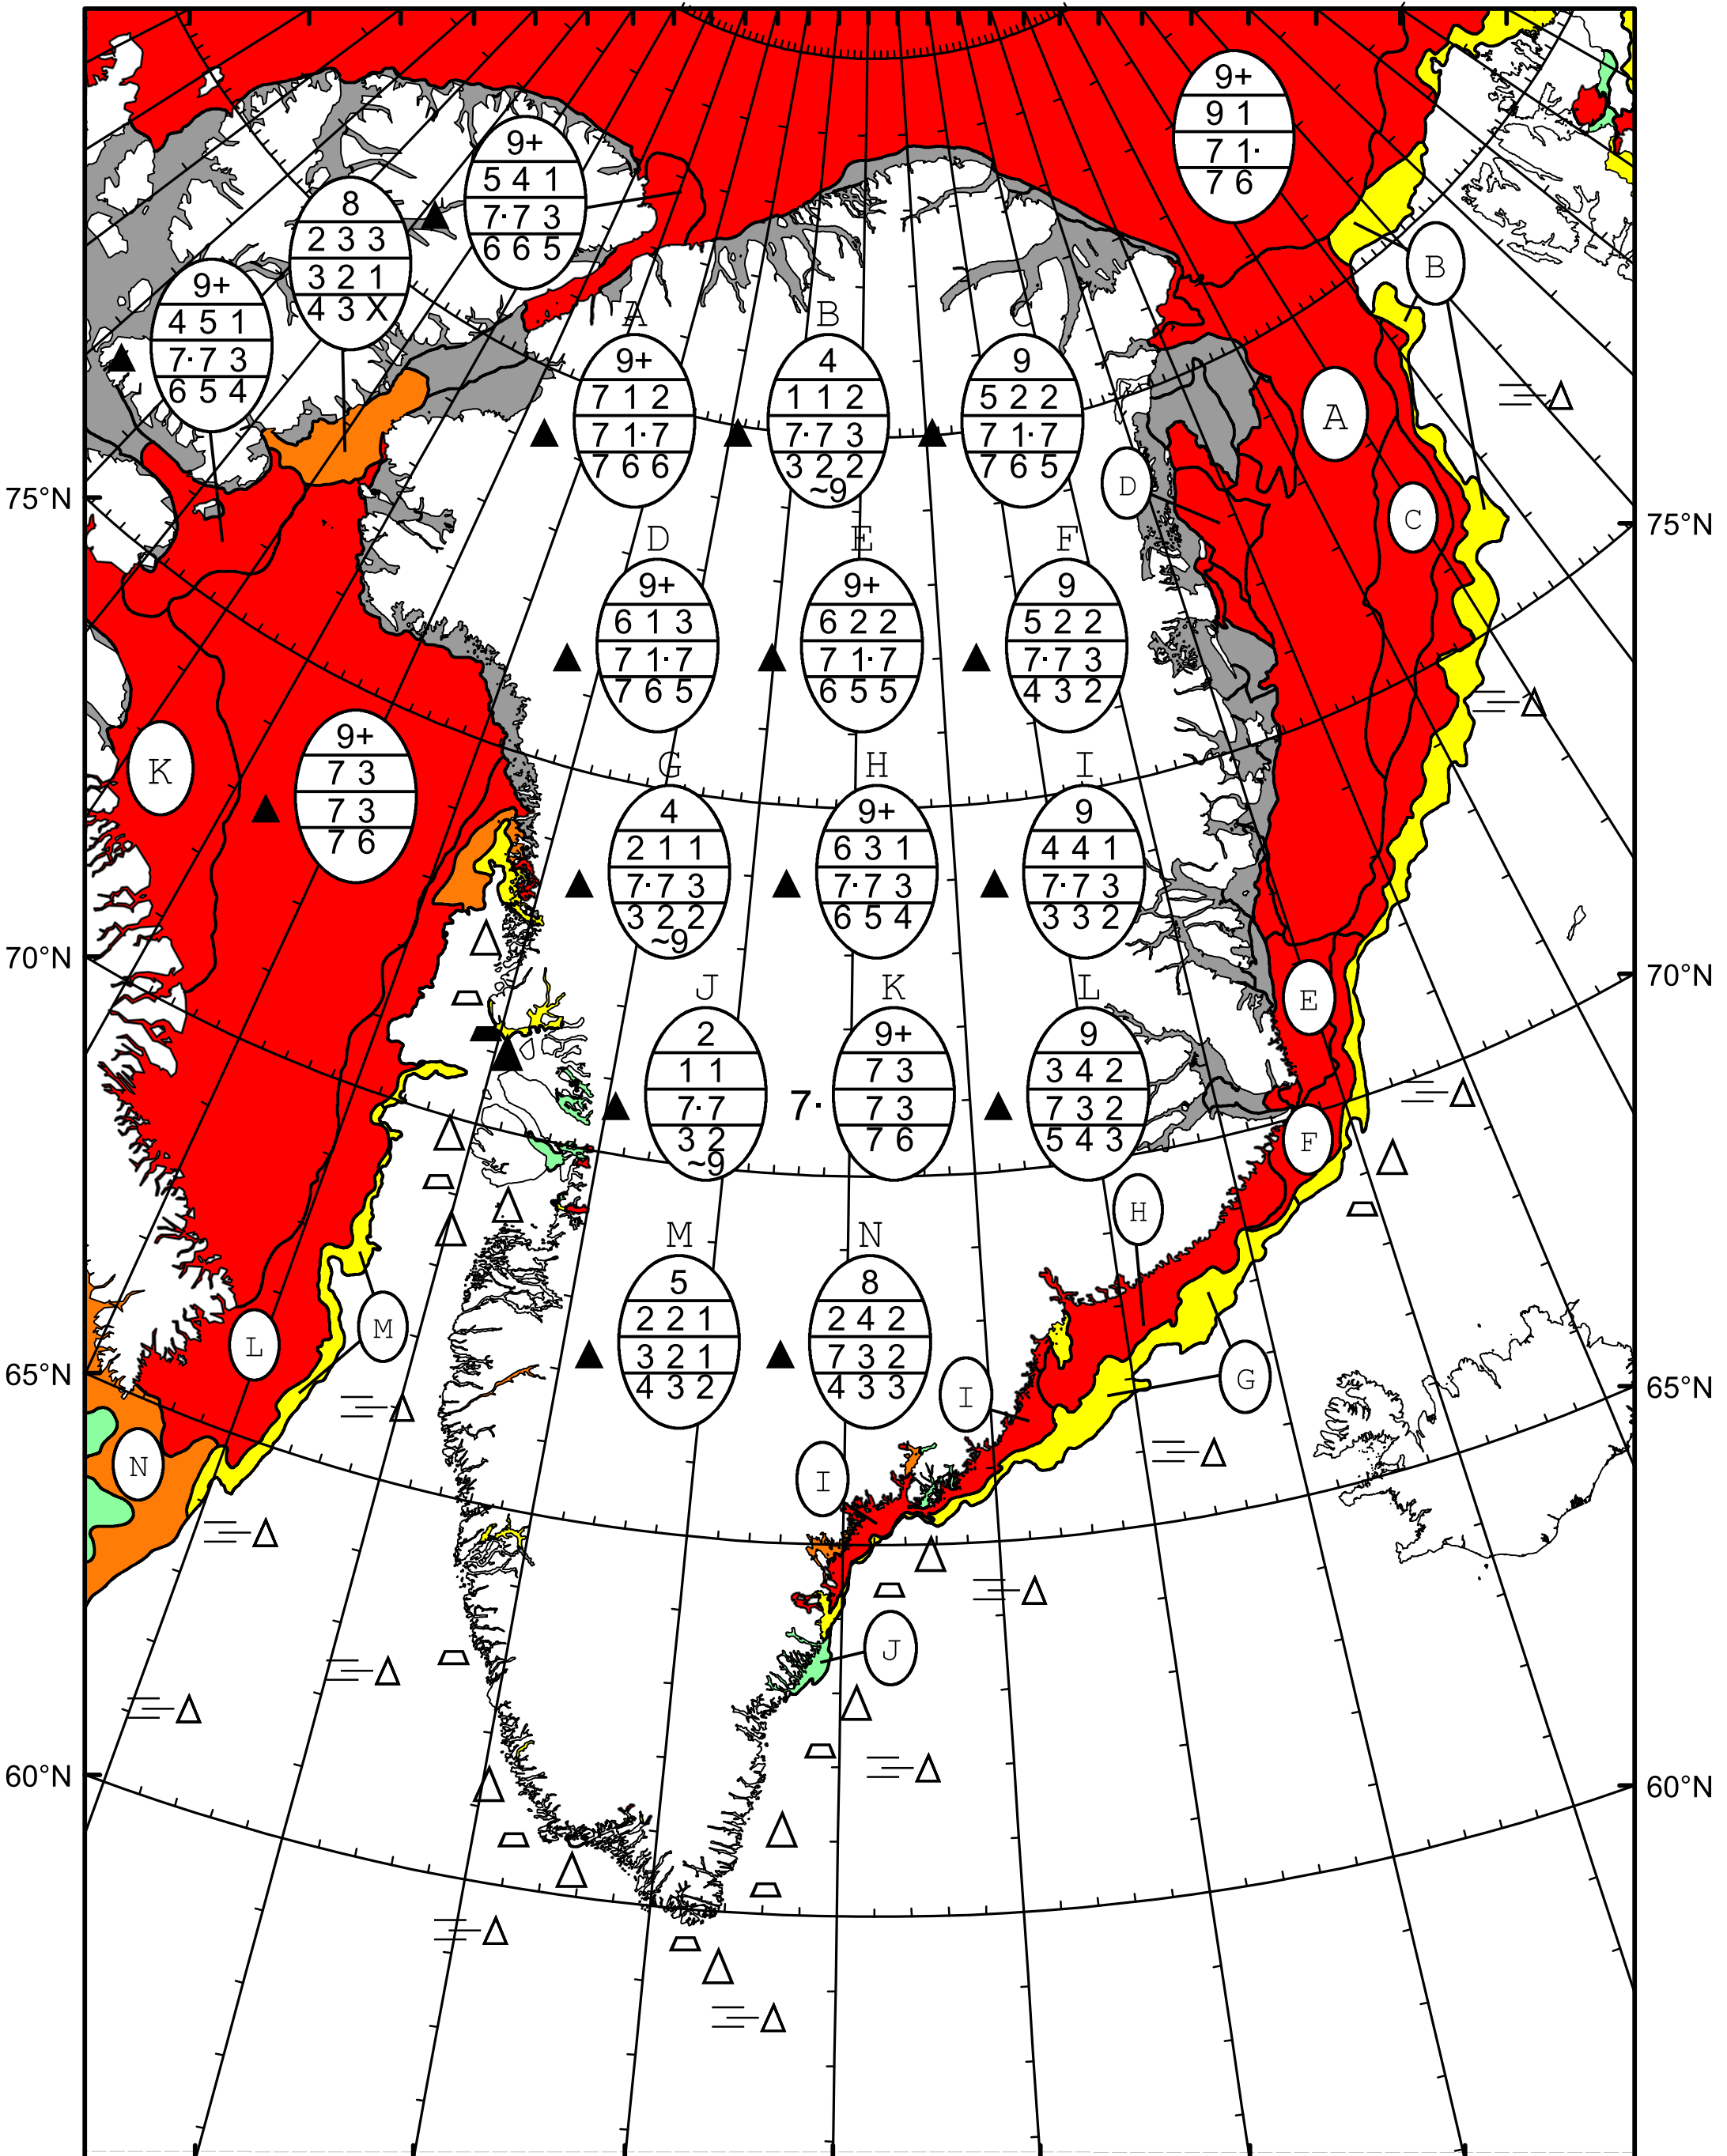 9+
9 1
7 1·
7 6
9+
5 4 1
7·7 3
6 6 5
8
2 3 3
3 2 1
4 3 X
9+
4 5 1
7·7 3
6 5 4
B
A B C
9+
7 1 2
7 1·7
7 6 6
4
1 1 2
7·7 3
3 2 2
~9
9
5 2 2
7 1·7
7 6 5
A
D
C
75°N
75°N
D E F
9+
6 1 3
7 1·7
7 6 5
9+
6 2 2
7 1·7
6 5 5
9
5 2 2
7·7 3
4 3 2
K
9+
7 3
7 3
7 6
G H I
4
2 1 1
7·7 3
3 2 2
~9
9+
6 3 1
7·7 3
6 5 4
9
4 4 1
7·7 3
3 3 2
70°N
70°N
E
J K L
2
1 1
7·7
3 2
~9
7·
9+
7 3
7 3
7 6
9
3 4 2
7 3 2
5 4 3
F
H
M N
5
2 2 1
3 2 1
4 3 2
8
2 4 2
7 3 2
4 3 3
L
M
65°N
65°N
G
I
N
I
J
60°N
60°N